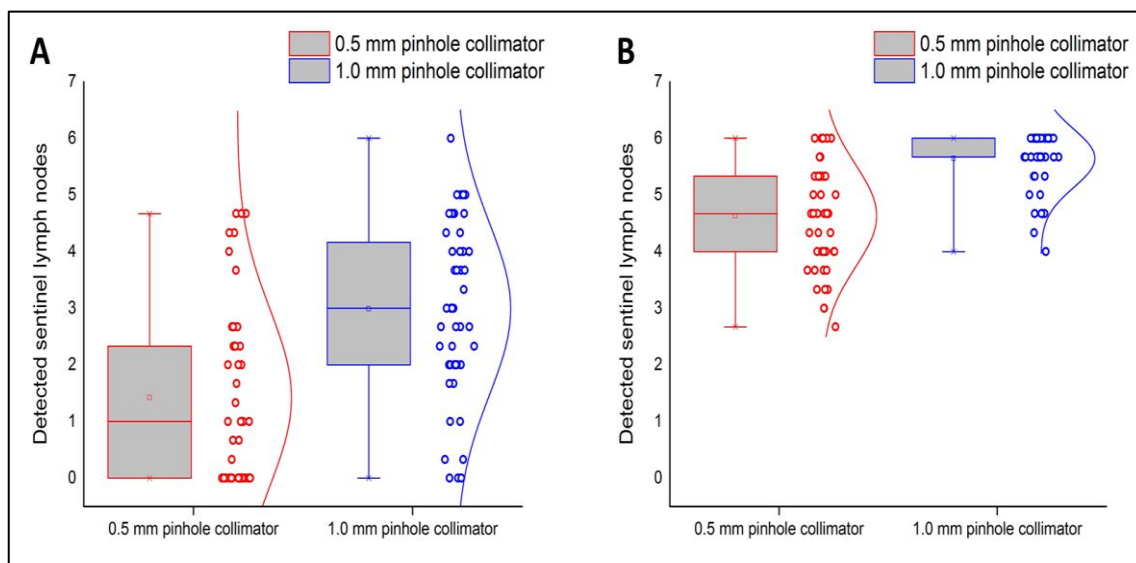 A
0.5 mm pinhole collimator
1.0 mm pinhole collimator
Detected sentinel lymph nodes
7
6
5
4
3
2
1
0
0.5 mm pinhole collimator
1.0 mm pinhole collimator
B
0.5 mm pinhole collimator
1.0 mm pinhole collimator
Detected sentinel lymph nodes
7
6
5
4
3
2
1
0
0.5 mm pinhole collimator
1.0 mm pinhole collimator